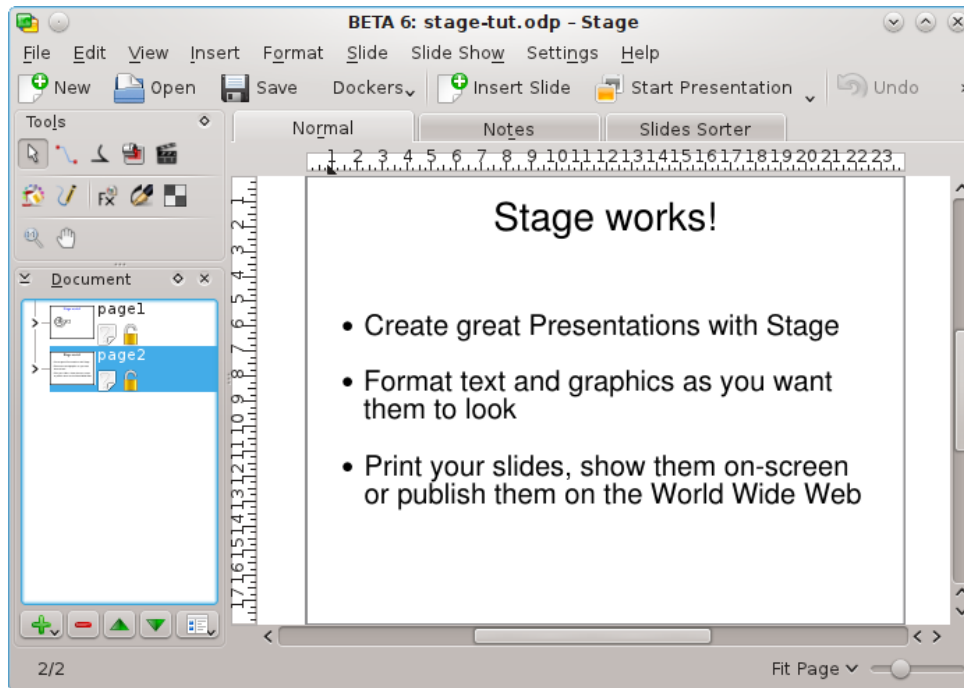 BETA 6: stage-tut.odp – Stage
File Edit View Insert Format Slide Slide Show Settings Help
New Open Save Dockers Insert Slide Start Presentation Undo
Tools
Normal Notes Slides Sorter
1 2 3 4 5 6 7 8 9 10 11 12 13 14 15 16 17 18 19 20 21 22 23
1
2
3
4
5
6
7
8
9
10
11
12
13
14
15
16
17
FX
Document
page1
page2
Stage works!
• Create great Presentations with Stage
• Format text and graphics as you want
them to look
• Print your slides, show them on-screen
or publish them on the World Wide Web
2/2
Fit Page